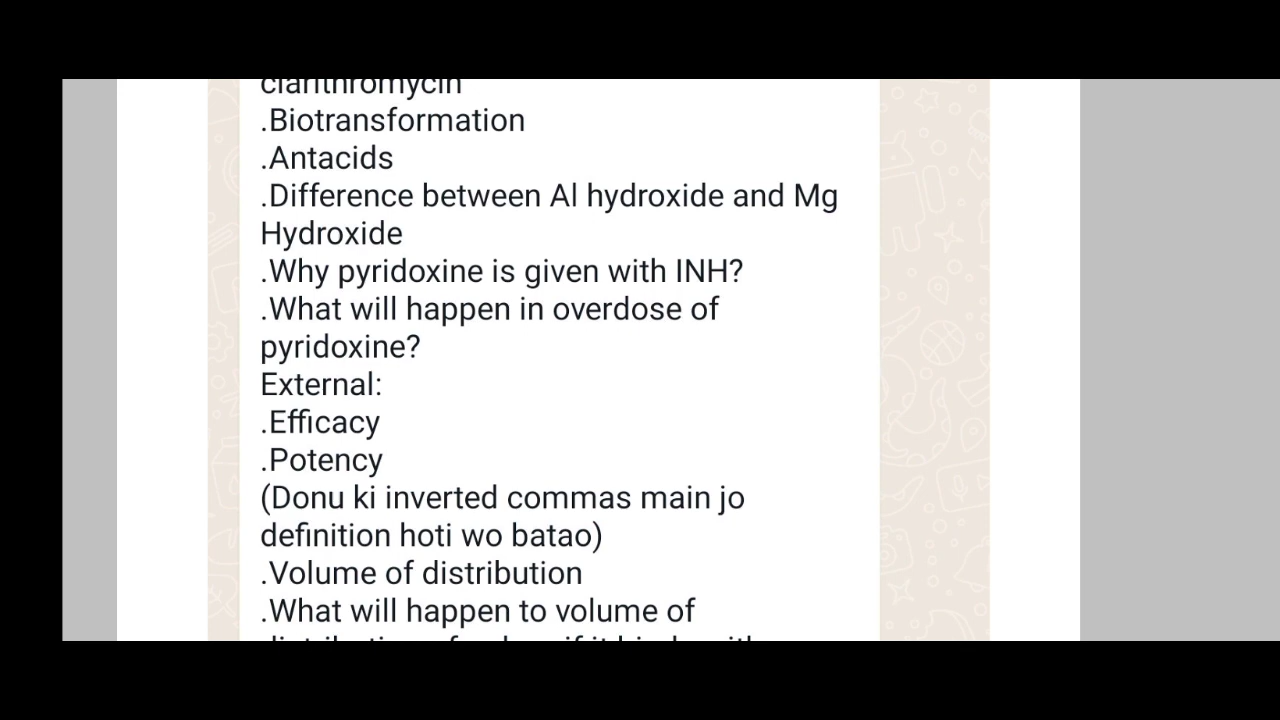 clarithromycin
.Biotransformation
.Antacids
.Difference between Al hydroxide and Mg
Hydroxide
.Why pyridoxine is given with INH?
.What will happen in overdose of
pyridoxine?
External:
.Efficacy
.Potency
(Donu ki inverted commas main jo
definition hoti wo batao)
.Volume of distribution
.What will happen to volume of